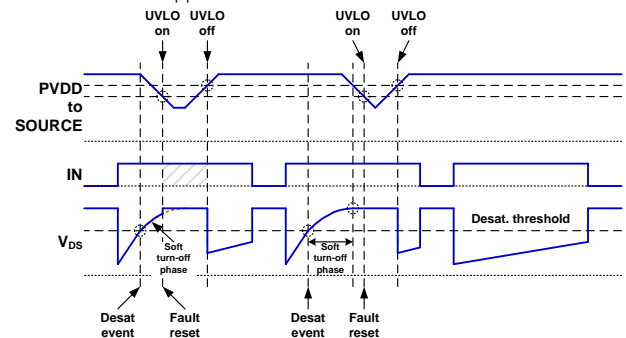 UVLO on
UVLO off
UVLO on
UVLO off
PVDD
to
SOURCE
IN
VDS
Desat. threshold
Soft
turn-off
phase
Soft
turn-off
phase
Desat
event
Fault
reset
Desat
event
Fault
reset